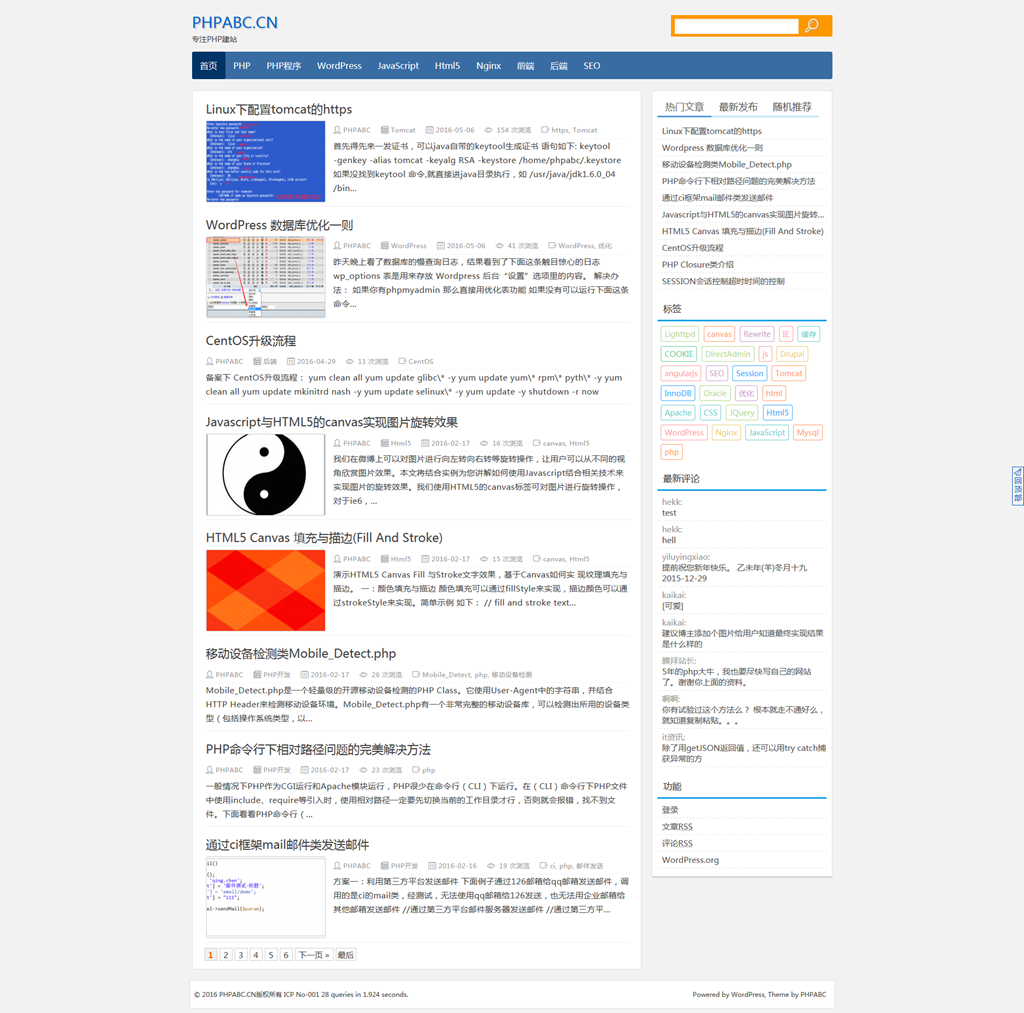 PHPABC.CN
专注PHP建站
首页 PHP PHP程序 WordPress JavaScript Html5 Nginx 前端 后端 SEO
Linux下配置tomcat的https
PHPABC Tomcat 2016-05-06 154 次浏览 https, Tomcat
首先得先来一发证书，可以java自带的keytool生成证书 语句如下: keytool
-genkey -alias tomcat -keyalg RSA -keystore /home/phpabc/.keystore
如果没找到keytool 命令,就直接进java目录执行，如 /usr/java/jdk1.6.0_04
/bin...
WordPress 数据库优化一则
PHPABC WordPress 2016-05-06 41 次浏览 WordPress, 优化
昨天晚上看了数据库的慢查询日志，结果看到了下面这条触目惊心的日志
wp_options 表是用来存放 Wordpress 后台“设置”选项里的内容。 解决办
法： 如果你有phpmyadmin 那么直接用优化表功能 如果没有可以运行下面这条
命令...
CentOS升级流程
PHPABC 后端 2016-04-29 11 次浏览 CentOS
备案下 CentOS升级流程： yum clean all yum update glibc\* -y yum update yum\* rpm\* pyth\* -y yum
clean all yum update mkinitrd nash -y yum update selinux\* -y yum update -y shutdown -r now
Javascript与HTML5的canvas实现图片旋转效果
PHPABC Html5 2016-02-17 16 次浏览 canvas, Html5
我们在微博上可以对图片进行向左转向右转等旋转操作，让用户可以从不同的视
角欣赏图片效果。本文将结合实例为您讲解如何使用Javascript结合相关技术来
实现图片的旋转效果。我们使用HTML5的canvas标签可对图片进行旋转操作，
对于ie6，...
HTML5 Canvas 填充与描边(Fill And Stroke)
PHPABC Html5 2016-02-17 15 次浏览 canvas, Html5
演示HTML5 Canvas Fill 与Stroke文字效果，基于Canvas如何实 现纹理填充与
描边。 一：颜色填充与描边 颜色填充可以通过fillStyle来实现，描边颜色可以通
过strokeStyle来实现。简单示例 如下： // fill and stroke text...
移动设备检测类Mobile_Detect.php
PHPABC PHP开发 2016-02-17 26 次浏览 Mobile_Detect, php, 移动设备检测
Mobile_Detect.php是一个轻量级的开源移动设备检测的PHP Class。它使用User-Agent中的字符串，并结合
HTTP Header来检测移动设备环境。Mobile_Detect.php有一个非常完整的移动设备库，可以检测出所用的设备类
型（包括操作系统类型，以...
PHP命令行下相对路径问题的完美解决方法
PHPABC PHP开发 2016-02-17 23 次浏览 php
一般情况下PHP作为CGI运行和Apache模块运行，PHP很少在命令行（CLI）下运行。在（CLI）命令行下PHP文件
中使用include、require等引入时，使用相对路径一定要先切换当前的工作目录才行，否则就会报错，找不到文
件。下面看看PHP命令行（...
通过ci框架mail邮件类发送邮件
PHPABC PHP开发 2016-02-16 19 次浏览 ci, php, 邮件发送
方案一：利用第三方平台发送邮件 下面例子通过126邮箱给qq邮箱发送邮件，调
用的是ci的mail类，经测试，无法使用qq邮箱给126发送，也无法用企业邮箱给
其他邮箱发送邮件 //通过第三方平台邮件服务器发送邮件 //通过第三方平...
1 2 3 4 5 6 下一页 » 最后
热门文章 最新发布 随机推荐
Linux下配置tomcat的https
WordPress 数据库优化一则
移动设备检测类Mobile_Detect.php
PHP命令行下相对路径问题的完美解决方法
通过ci框架mail邮件类发送邮件
Javascript与HTML5的canvas实现图片旋转...
HTML5 Canvas 填充与描边(Fill And Stroke)
CentOS升级流程
PHP Closure类介绍
SESSION会话控制超时时间的控制
标签
Lighttpd canvas Rewrite IE 缓存
COOKIE DirectAdmin js Drupal
angularjs SEO Session Tomcat
InnoDB Oracle 优化 html
Apache CSS JQuery Html5
WordPress Nginx JavaScript Mysql
php
最新评论
hekk:
test
hekk:
hell
yiluyingxiao:
提前祝您新年快乐。 乙未年(羊)冬月十九
2015-12-29
kaikai:
[可爱]
kaikai:
建议博主添加个图片给用户知道最终实现结果
是什么样的
膜拜站长:
5年的php大牛，我也要尽快写自己的网站
了。谢谢你上面的资料。
啊啊:
你有试验过这个方法么？ 根本就走不通好么，
就知道复制粘贴。。。
it资讯:
除了用getJSON返回值，还可以用try catch捕
获异常的方
功能
登录
文章RSS
评论RSS
WordPress.org
回顶部
© 2016 PHPABC.CN版权所有 ICP No-001 28 queries in 1.924 seconds.
Powered by WordPress, Theme by PHPABC